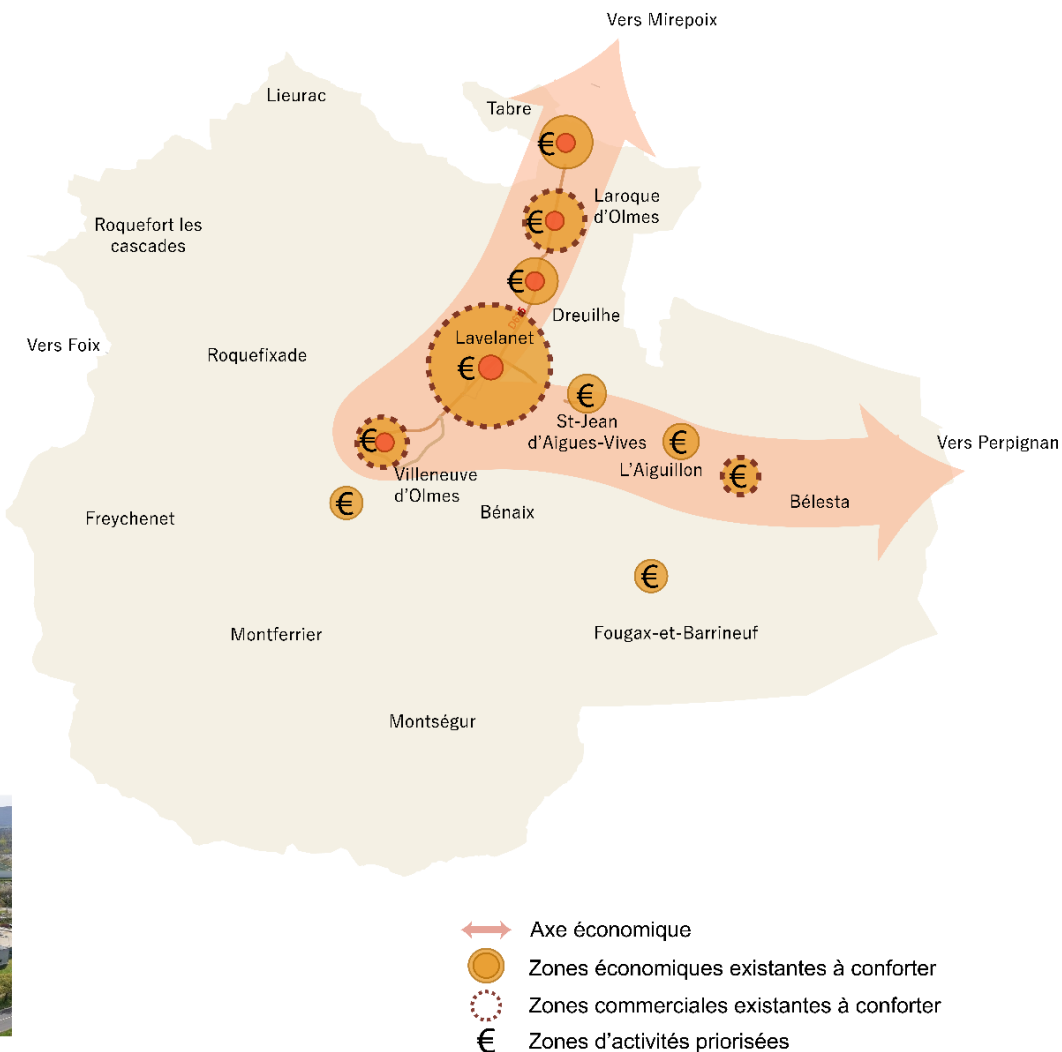 Vers Mirepoix
Lieurac
Tabre
€
Laroque
d'Olmes
€
Roquefort les
cascades
€
Dreuilhe
Vers Foix
Roquefixade
Lavelanet
€
€
St-Jean
d'Aigues-Vives
€
L'Aiguillon
€
Vers Perpignan
€
Villeneuve
d'Olmes
€
Bénaix
Bélesta
Freychenet
€
Montferrier
Fougax-et-Barrineuf
Montségur
Axe économique
Zones économiques existantes à conforter
Zones commerciales existantes à conforter
€ Zones d'activités priorisées